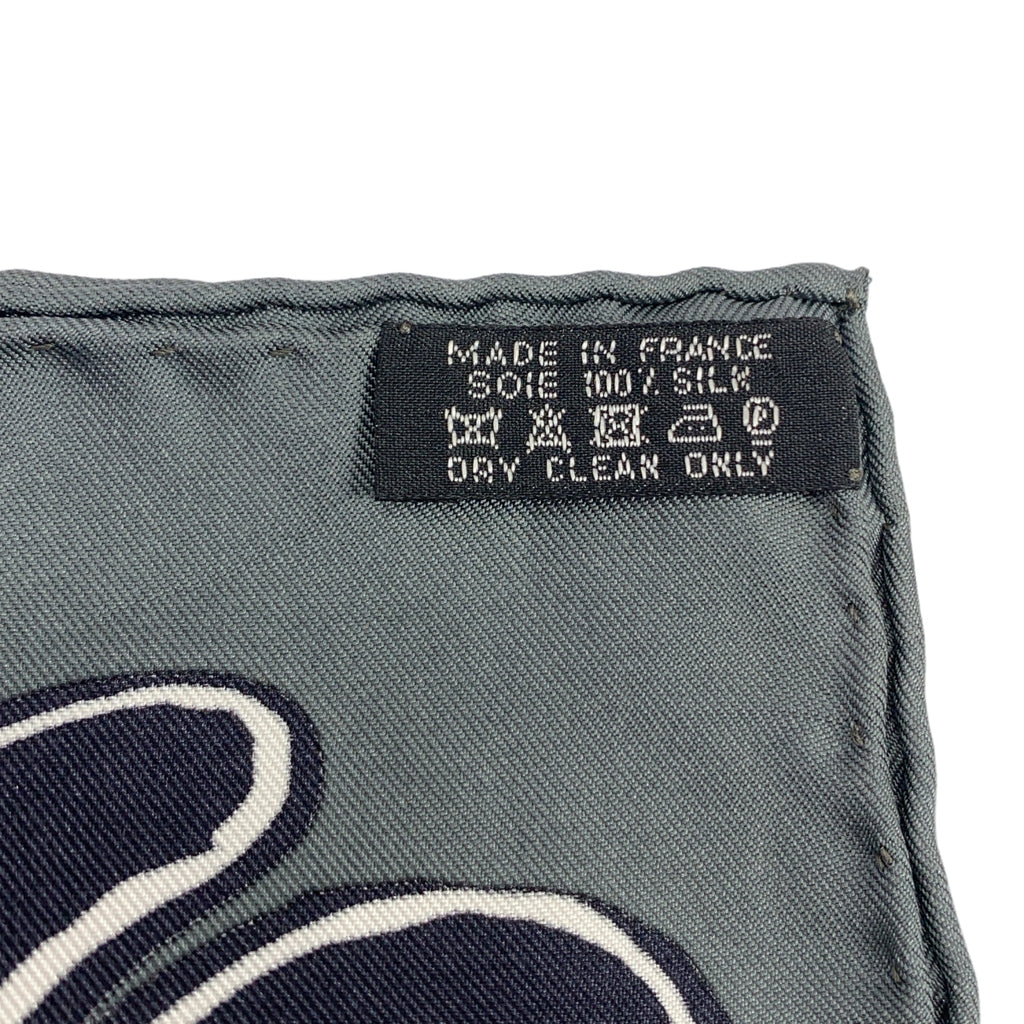 MADE IN FRANCE
SOIE 100% SILK
P
DRY CLEAN ONLY